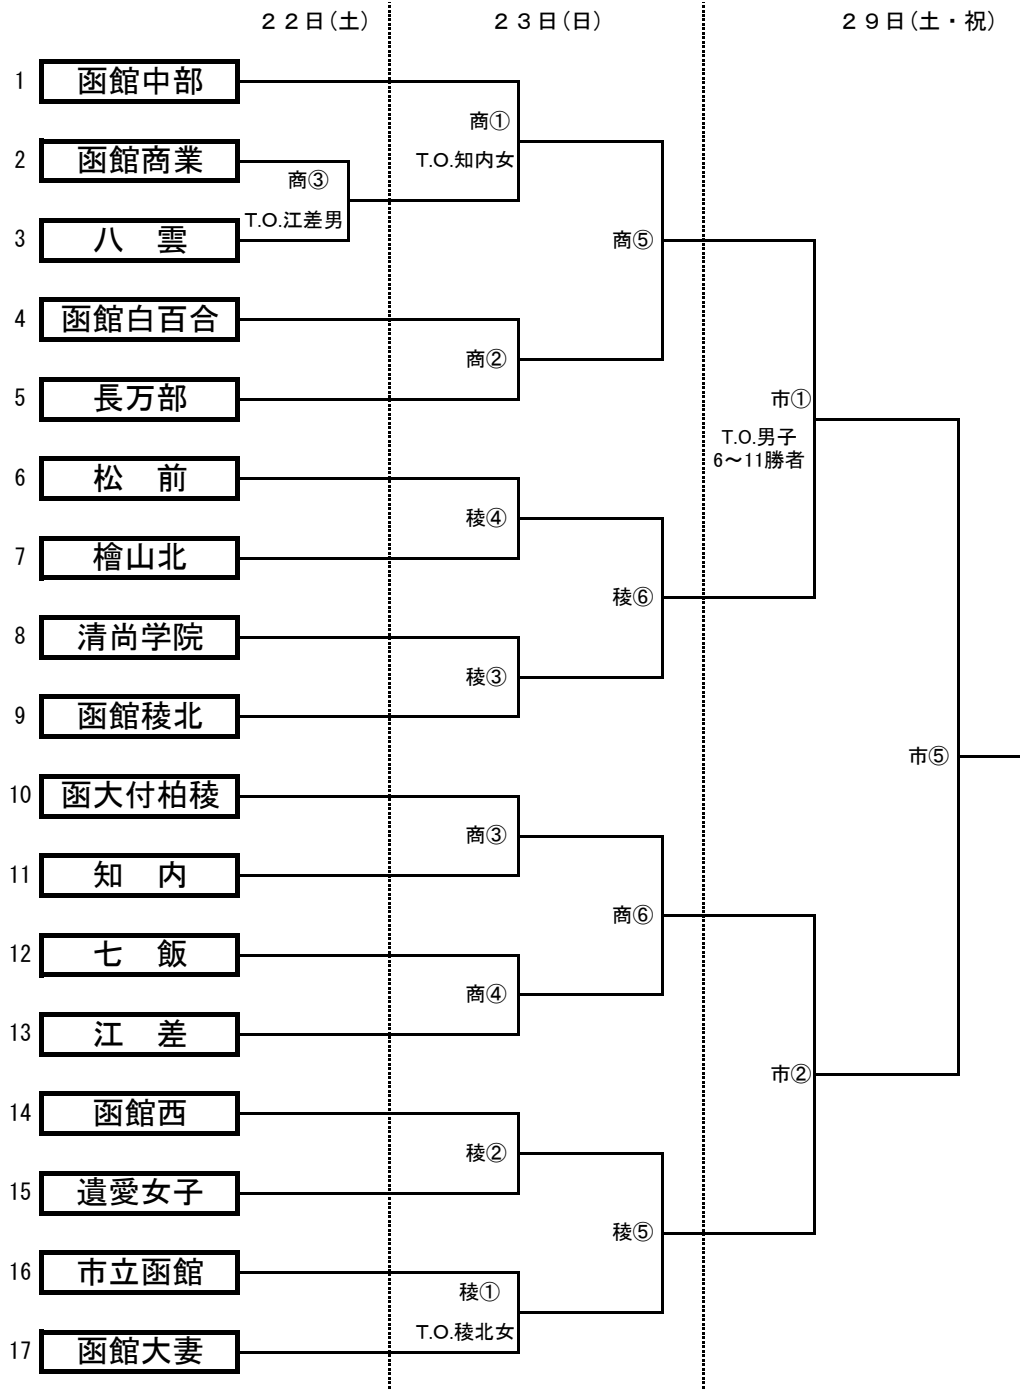 ２２日（土）
２３日（日）
２９日（土・祝）
1 函館中部
商①
T.O.知内女
2 函館商業
商③
T.O.江差男
3 八　雲
商⑤
4 函館白百合
商②
5 長万部
市①
T.O.男子
6～11勝者
6 松　前
稜④
7 檜山北
稜⑥
8 清尚学院
稜③
9 函館稜北
市⑤
10 函大付柏稜
商③
11 知　内
商⑥
12 七　飯
商④
13 江　差
市②
14 函館西
稜②
15 遺愛女子
稜⑤
16 市立函館
稜①
T.O.稜北女
17 函館大妻